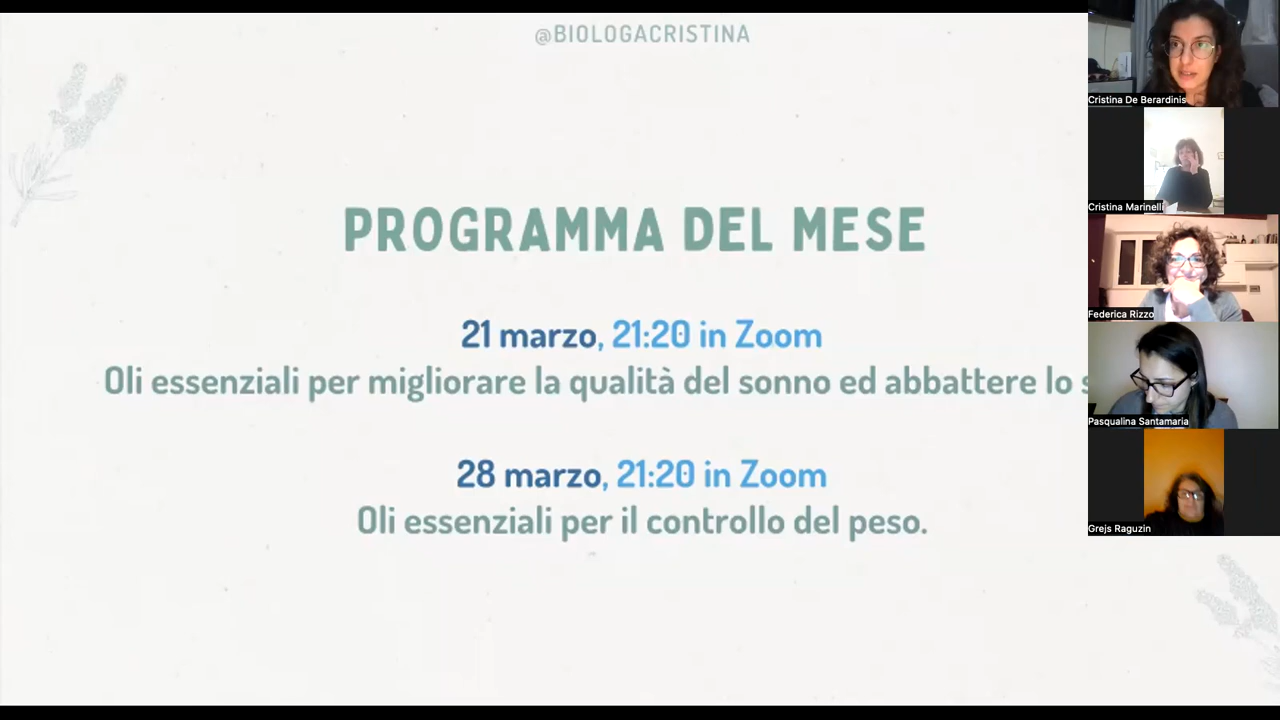 @BIOLOGACRISTINA
PROGRAMMA DEL MESE
21 marzo, 21:20 in Zoom
Oli essenziali per migliorare la qualità del sonno ed abbattere lo
28 marzo, 21:20 in Zoom
Oli essenziali per il controllo del peso.
Cristina De Berardinis
Cristina Marinelli
Federica Rizzo
Pasqualina Santamaria
Grejs Raguzin